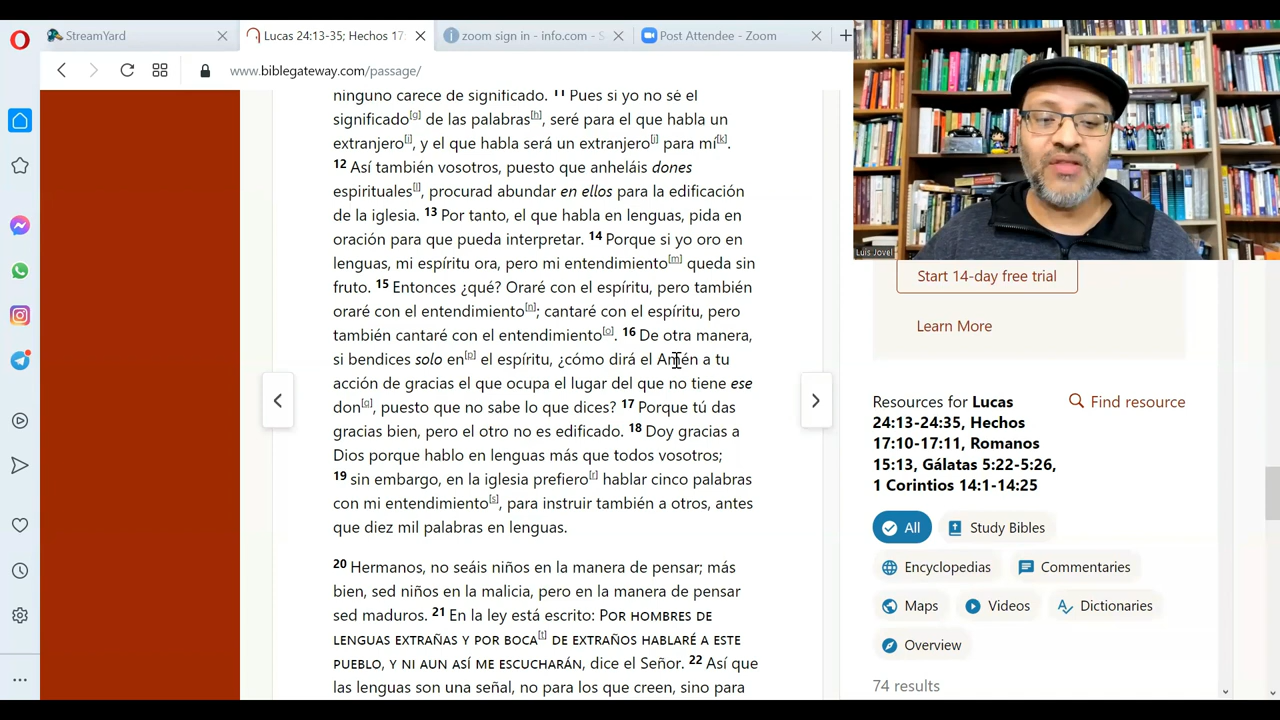 StreamYard
Lucas 24:13-35; Hechos 17:
zoom sign in - info.com - S
Post Attendee - Zoom
www.biblegateway.com/passage/
ninguno carece de significado. 11 Pues si yo no sé el
significado[g] de las palabras[h], seré para el que habla un
extranjero[i], y el que habla será un extranjero[j] para mí[k].
12 Así también vosotros, puesto que anheláis dones
espirituales[l], procurad abundar en ellos para la edificación
de la iglesia. 13 Por tanto, el que habla en lenguas, pida en
oración para que pueda interpretar. 14 Porque si yo oro en
lenguas, mi espíritu ora, pero mi entendimiento[m] queda sin
fruto. 15 Entonces ¿qué? Oraré con el espíritu, pero también
oraré con el entendimiento[n]; cantaré con el espíritu, pero
también cantaré con el entendimiento[o]. 16 De otra manera,
si bendices solo en[p] el espíritu, ¿cómo dirá el Amén a tu
acción de gracias el que ocupa el lugar del que no tiene ese
don[q], puesto que no sabe lo que dices? 17 Porque tú das
gracias bien, pero el otro no es edificado. 18 Doy gracias a
Dios porque hablo en lenguas más que todos vosotros;
19 sin embargo, en la iglesia prefiero[r] hablar cinco palabras
con mi entendimiento[s], para instruir también a otros, antes
que diez mil palabras en lenguas.
20 Hermanos, no seáis niños en la manera de pensar; más
bien, sed niños en la malicia, pero en la manera de pensar
sed maduros. 21 En la ley está escrito: POR HOMBRES DE
LENGUAS EXTRAÑAS Y POR BOCA[t] DE EXTRAÑOS HABLARÉ A ESTE
PUEBLO, Y NI AUN ASÍ ME ESCUCHARÁN, dice el Señor. 22 Así que
las lenguas son una señal, no para los que creen, sino para
Luis Jovel
Start 14-day free trial
Learn More
Resources for Lucas
24:13-24:35, Hechos
17:10-17:11, Romanos
15:13, Gálatas 5:22-5:26,
1 Corintios 14:1-14:25
Find resource
All
Study Bibles
Encyclopedias
Commentaries
Maps
Videos
Dictionaries
Overview
74 results